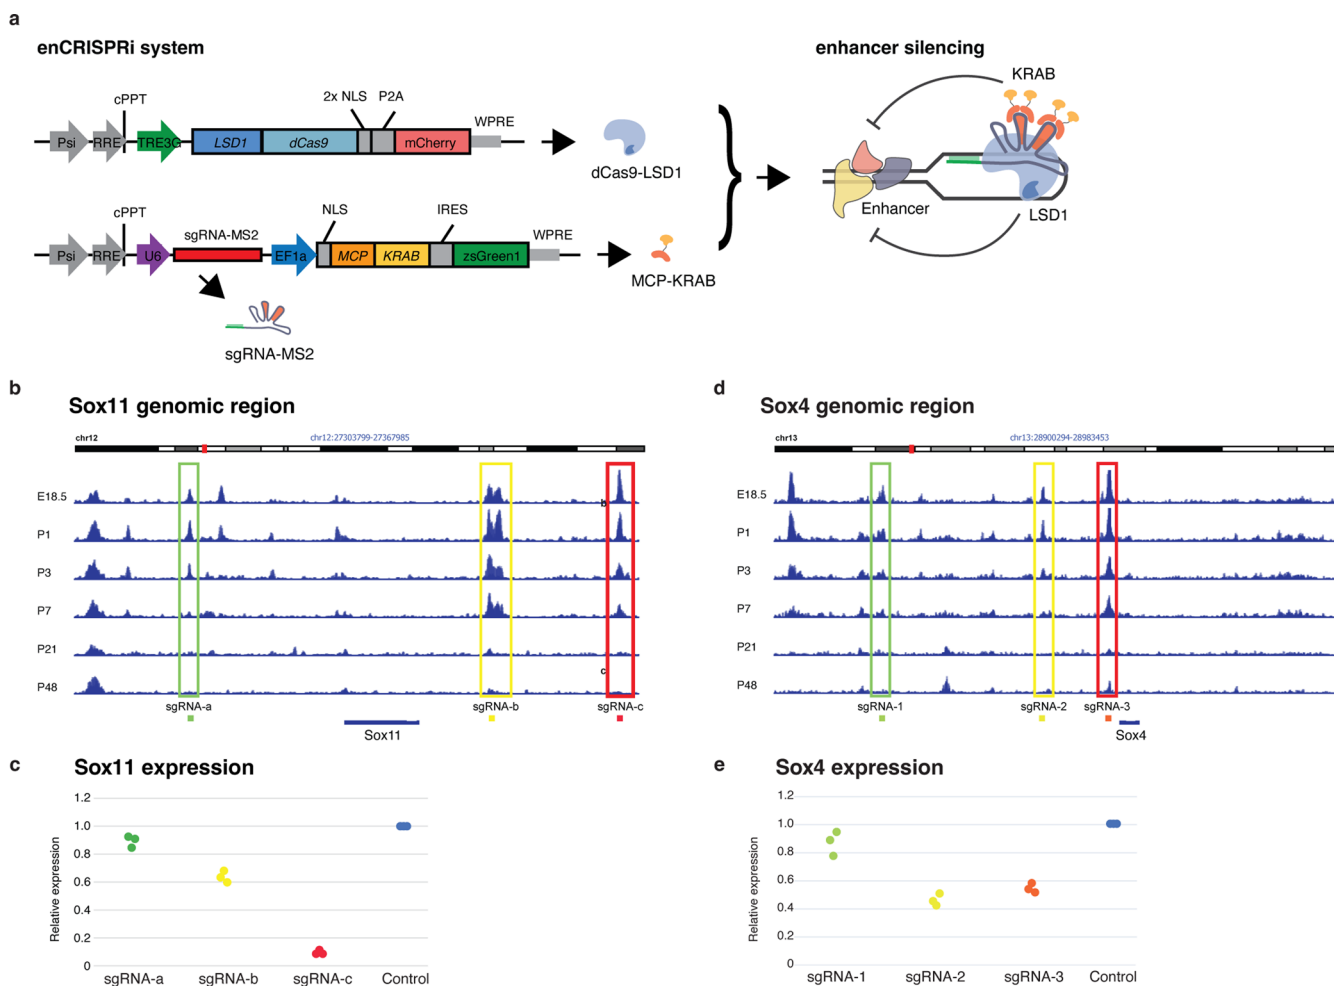 a
enCRISPRi system
enhancer silencing
cPPT
2x NLS
P2A
WPRE
KRAB
Psi
RRE
TRE3G
LSD1
dCas9
mCherry
dCas9-LSD1
Enhancer
LSD1
cPPT
sgRNA-MS2
NLS
IRES
WPRE
Psi
RRE
U6
EF1a
MCP
KRAB
zsGreen1
MCP-KRAB
sgRNA-MS2
b
Sox11 genomic region
chr12
chr12:27303799-27367985
E18.5
b
P1
P3
P7
P21
c
P48
sgRNA-a
sgRNA-b
sgRNA-c
Sox11
d
Sox4 genomic region
chr13
chr13:28900294-28983453
E18.5
P1
P3
P7
P21
P48
sgRNA-1
sgRNA-2
sgRNA-3
Sox4
c
Sox11 expression
Relative expression
1.2
1.0
0.8
0.6
0.4
0.2
0
sgRNA-a
sgRNA-b
sgRNA-c
Control
e
Sox4 expression
Relative expression
1.2
1.0
0.8
0.6
0.4
0.2
0
sgRNA-1
sgRNA-2
sgRNA-3
Control